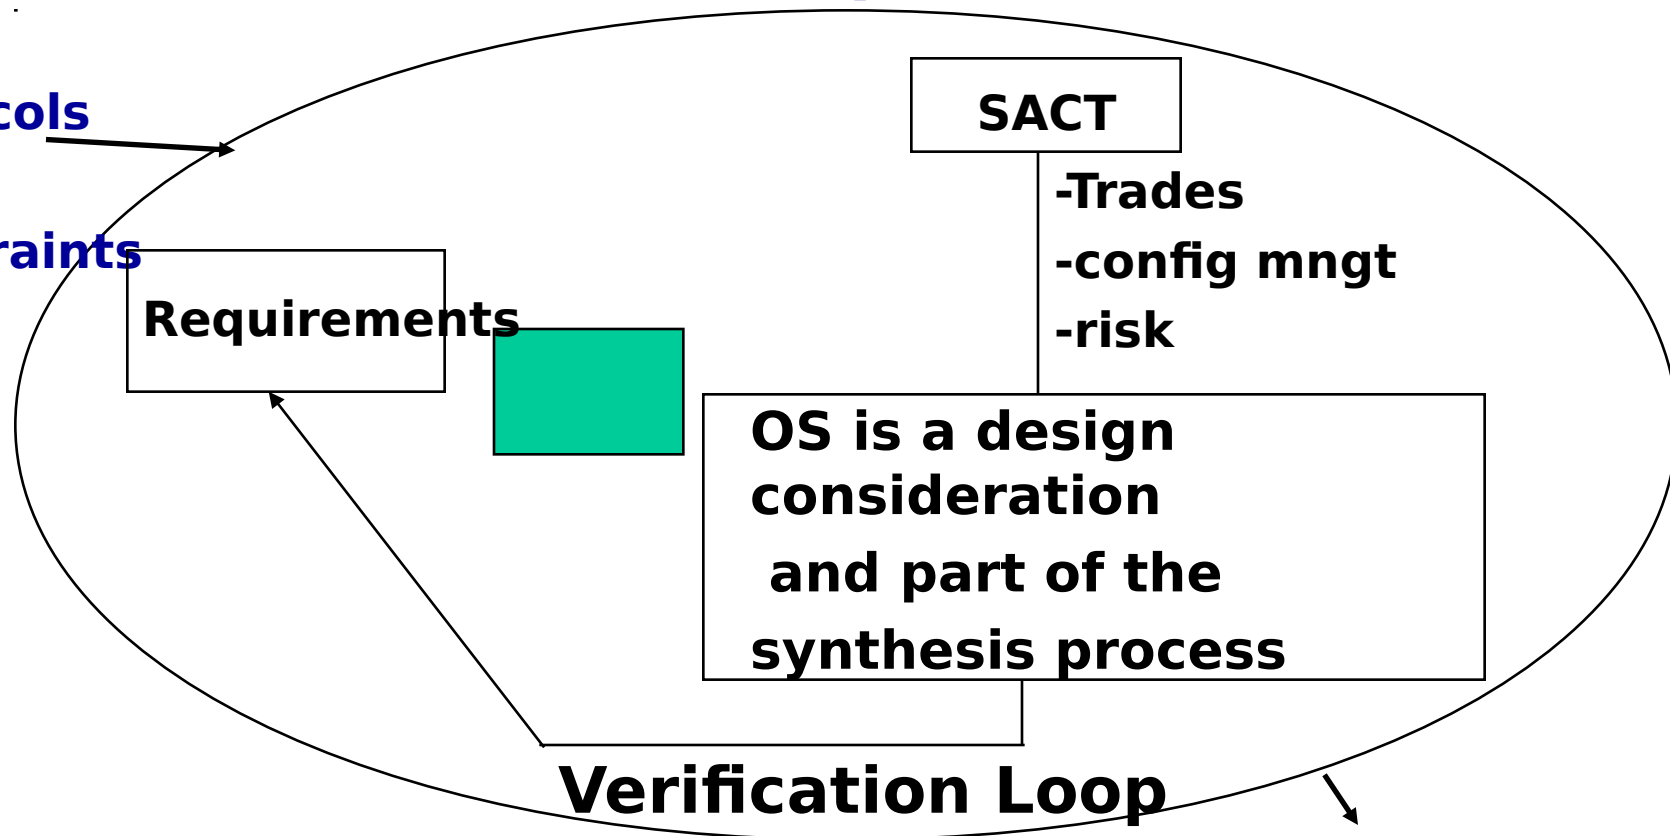 cols
SACT
-Trades
raints
-config mngt
Requirements
-risk
OS is a design
consideration
and part of the
synthesis process
Verification Loop